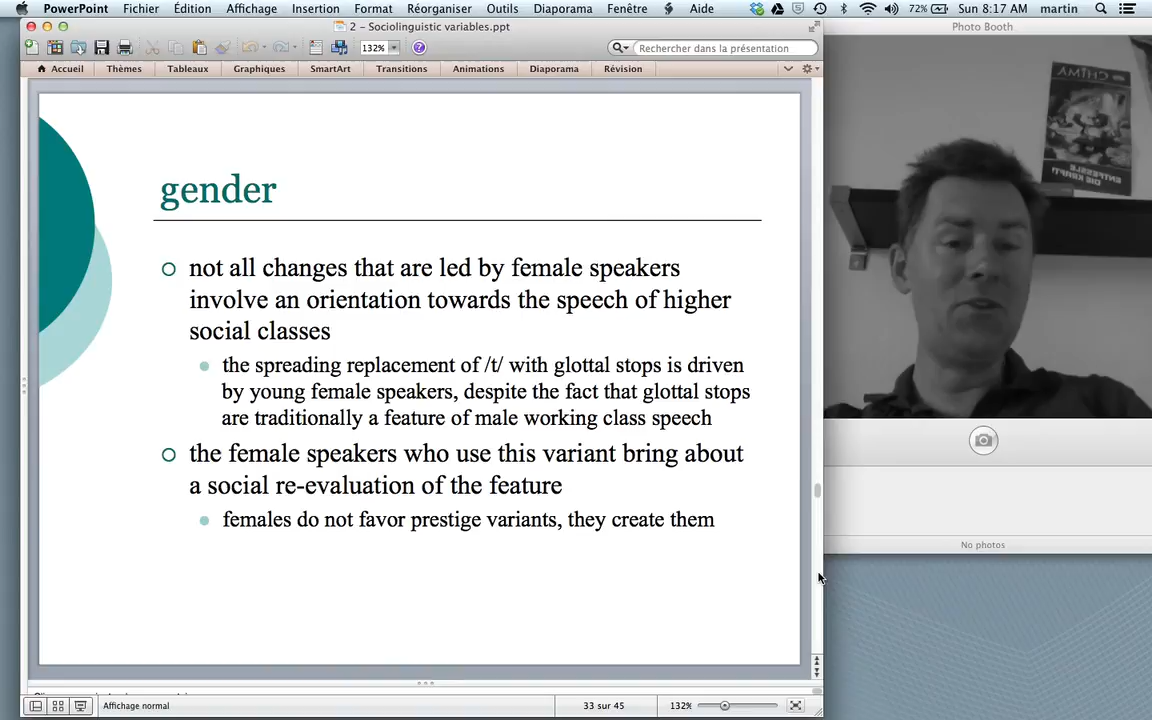 PowerPoint Fichier Édition Affichage Insertion Format Réorganiser Outils Diaporama Fenêtre Aide 72% Sun 8:17 AM martin
2 – Sociolinguistic variables.ppt
Photo Booth
132%
Rechercher dans la présentation
Accueil Thèmes Tableaux Graphiques SmartArt Transitions Animations Diaporama Révision
gender
not all changes that are led by female speakers
involve an orientation towards the speech of higher
social classes
the spreading replacement of /t/ with glottal stops is driven
by young female speakers, despite the fact that glottal stops
are traditionally a feature of male working class speech
the female speakers who use this variant bring about
a social re-evaluation of the feature
females do not favor prestige variants, they create them
No photos
Affichage normal 33 sur 45 132%